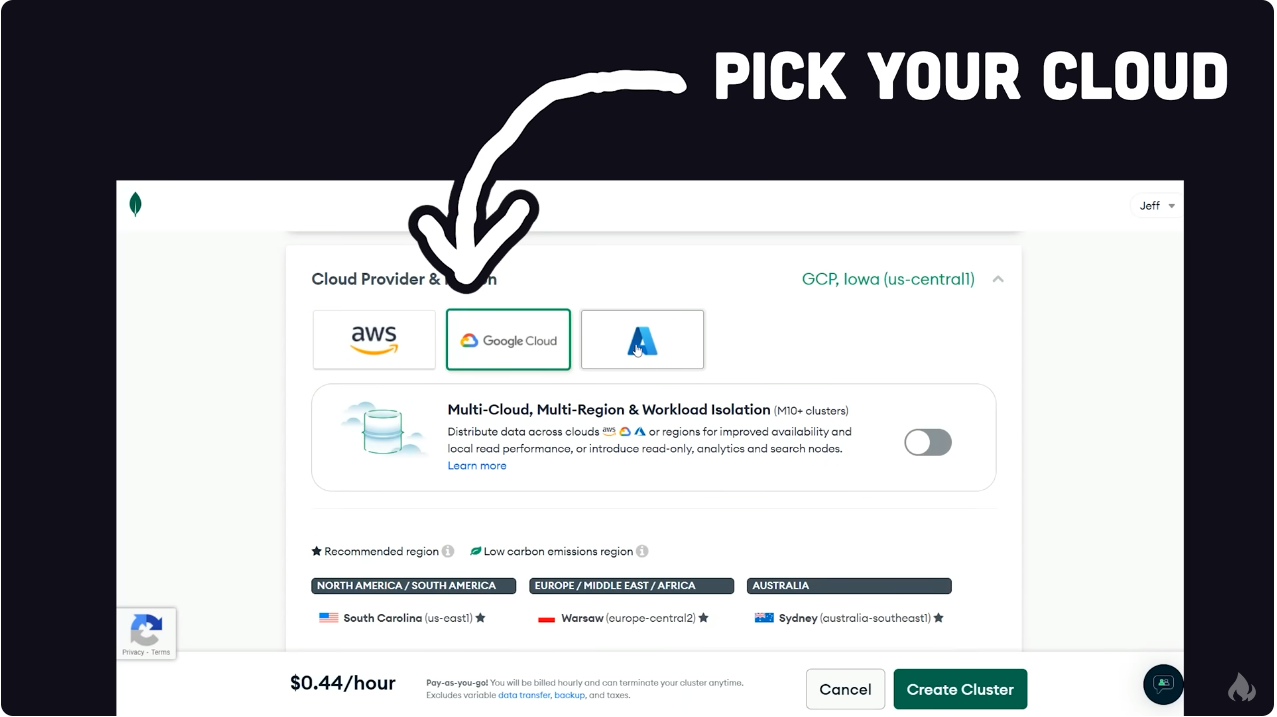 PICK YOUR CLOUD
Jeff
Cloud Provider & n
GCP, Iowa (us-central1)
aws
Google Cloud
Multi-Cloud, Multi-Region & Workload Isolation (M10+ clusters)
Distribute data across clouds aws or regions for improved availability and
local read performance, or introduce read-only, analytics and search nodes.
Learn more
Recommended region
Low carbon emissions region
NORTH AMERICA / SOUTH AMERICA
EUROPE / MIDDLE EAST / AFRICA
AUSTRALIA
South Carolina (us-east1)
Warsaw (europe-central2)
Sydney (australia-southeast1)
Privacy - Terms
$0.44/hour
Pay-as-you-go! You will be billed hourly and can terminate your cluster anytime.
Excludes variable data transfer, backup, and taxes.
Cancel
Create Cluster